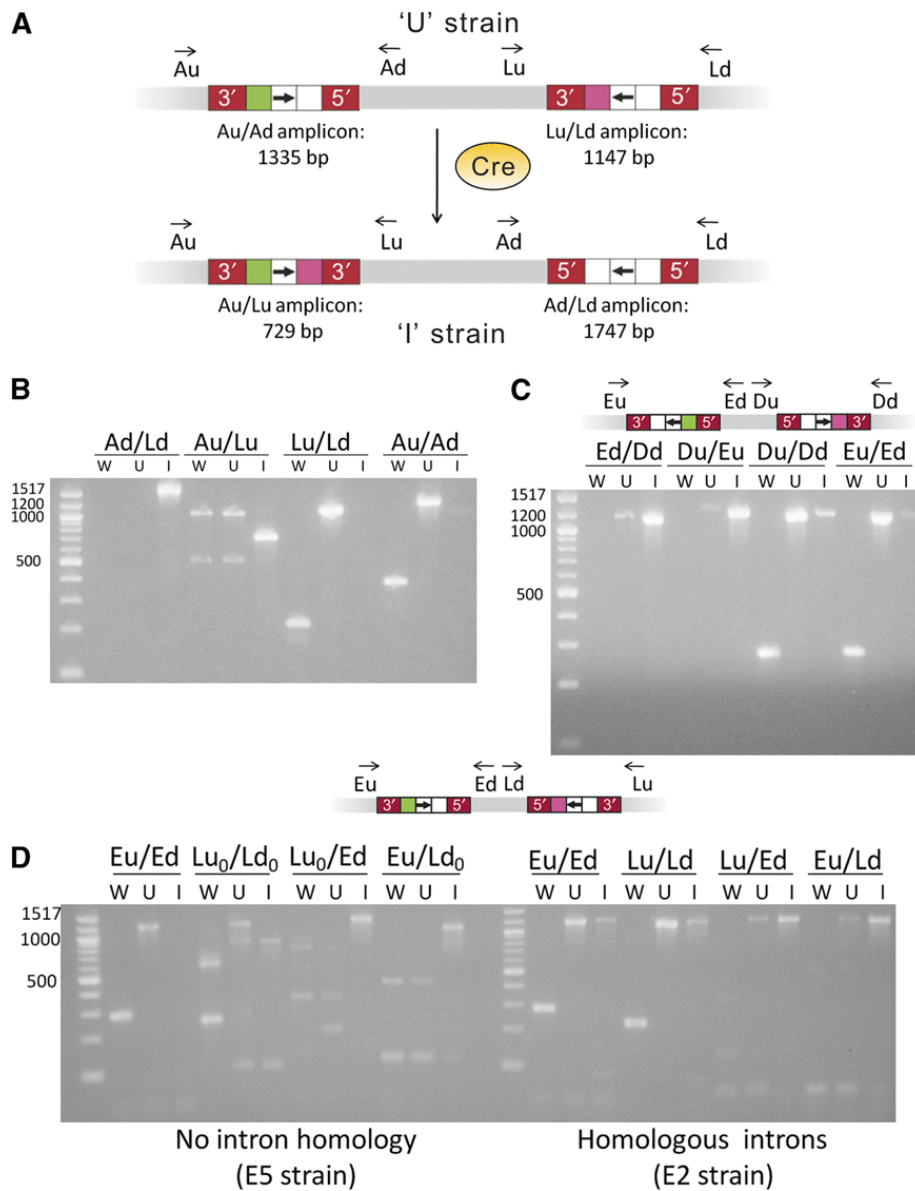 A
'U' strain
Au Ad Lu Ld
3' 5' 3' 5'
Au/Ad amplicon:
1335 bp
Lu/Ld amplicon:
1147 bp
Cre
Au Lu Ad Ld
3' 3' 5' 5'
Au/Lu amplicon:
729 bp
'I' strain
Ad/Ld amplicon:
1747 bp
B
Ad/Ld Au/Lu Lu/Ld Au/Ad
W U I W U I W U I W U I
1517
1200
1000
500
C
Eu Ed Du Dd
3' 5' 5' 3'
Ed/Dd Du/Eu Du/Dd Eu/Ed
W U I W U I W U I W U I
1517
1200
1000
500
Eu Ed Ld Lu
3' 5' 5' 3'
D
Eu/Ed Lu₀/Ld₀ Lu₀/Ed Eu/Ld₀ Eu/Ed Lu/Ld Lu/Ed Eu/Ld
W U I W U I W U I W U I W U I W U I W U I W U I
1517
1000
500
No intron homology
(E5 strain)
Homologous introns
(E2 strain)